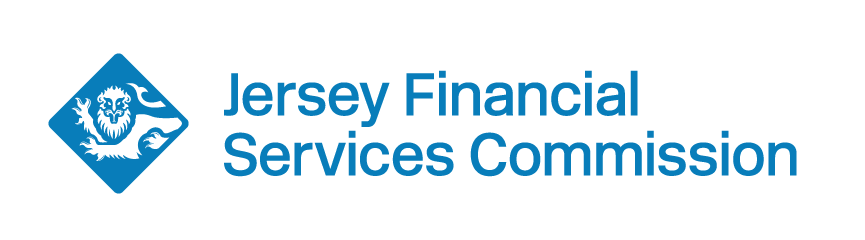 Jersey Financial
Services Commission